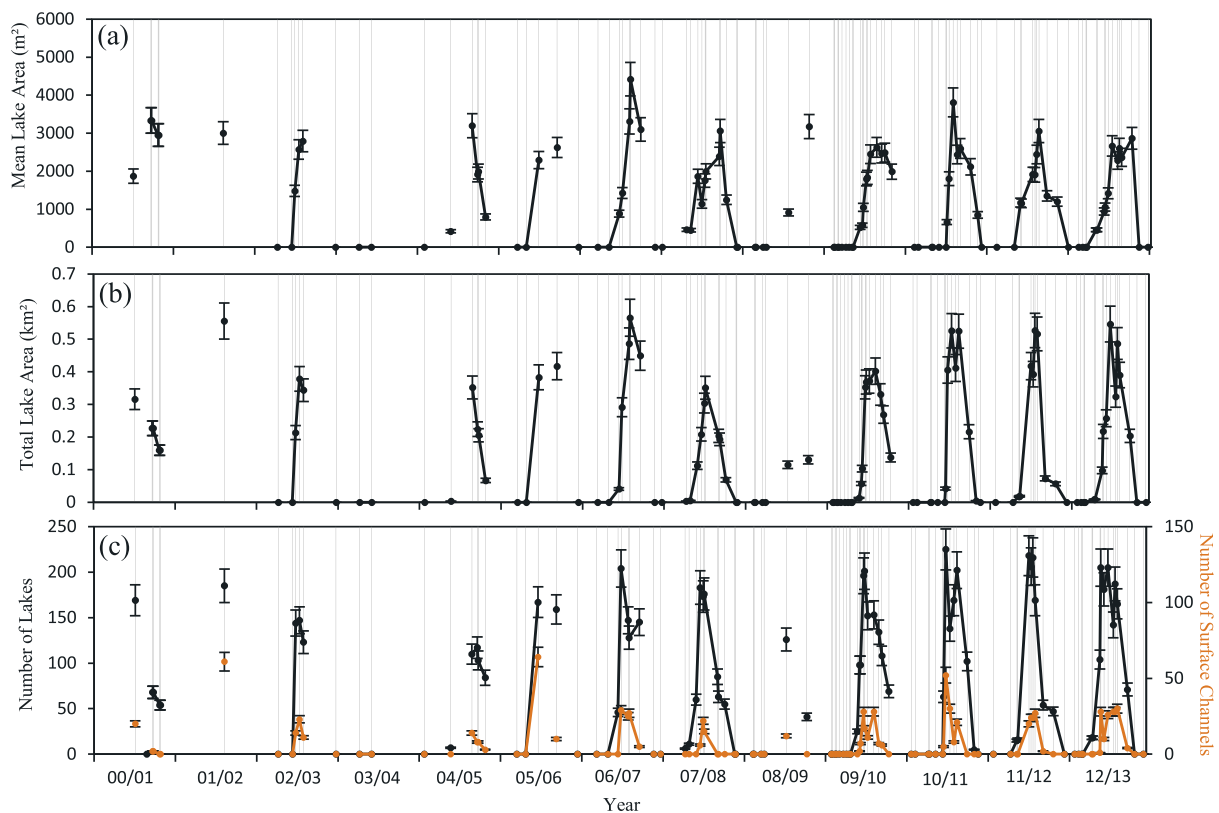 (a)
Mean Lake Area (m²)
6000
5000
4000
3000
2000
1000
0
(b)
Total Lake Area (km²)
0.7
0.6
0.5
0.4
0.3
0.2
0.1
0
(c)
Number of Lakes
250
200
150
100
50
0
150
100
50
0
Number of Surface Channels
00/01 01/02 02/03 03/04 04/05 05/06 06/07 07/08 08/09 09/10 10/11 11/12 12/13
Year